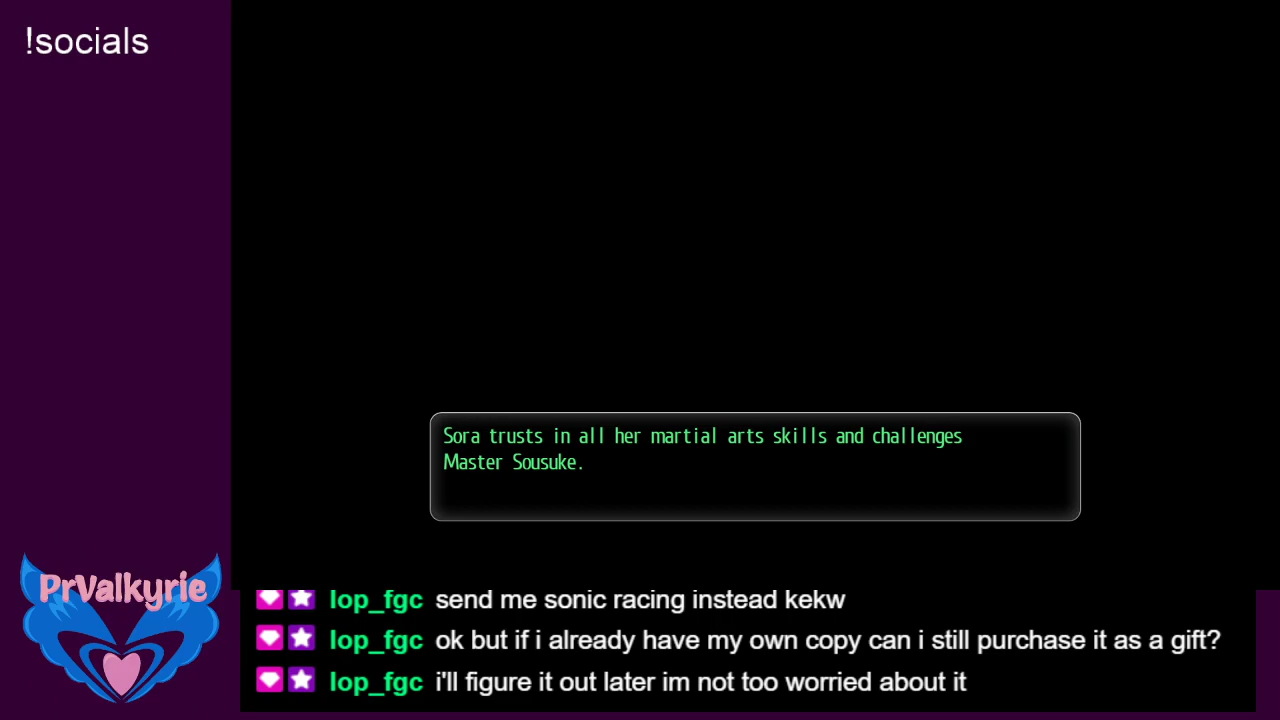 !socials
Sora trusts in all her martial arts skills and challenges
Master Sousuke.
PrValkyrie
lop_fgc send me sonic racing instead kekw
lop_fgc ok but if i already have my own copy can i still purchase it as a gift?
lop_fgc i'll figure it out later im not too worried about it